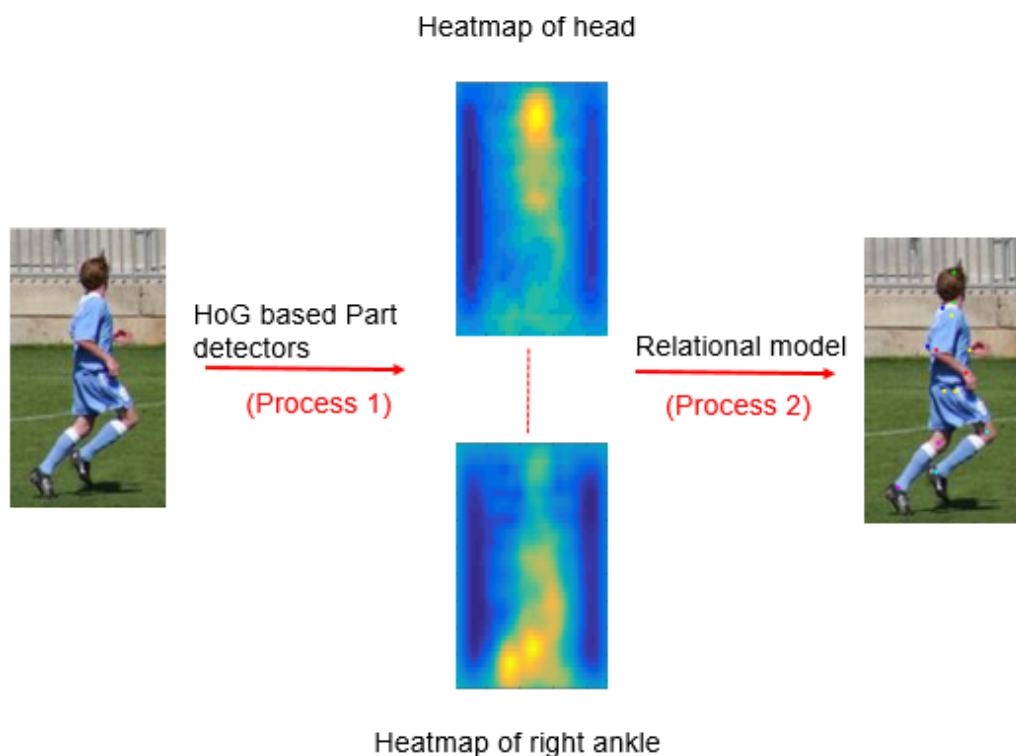 Heatmap of head
HoG based Part
detectors
(Process 1)
Relational model
(Process 2)
Heatmap of right ankle